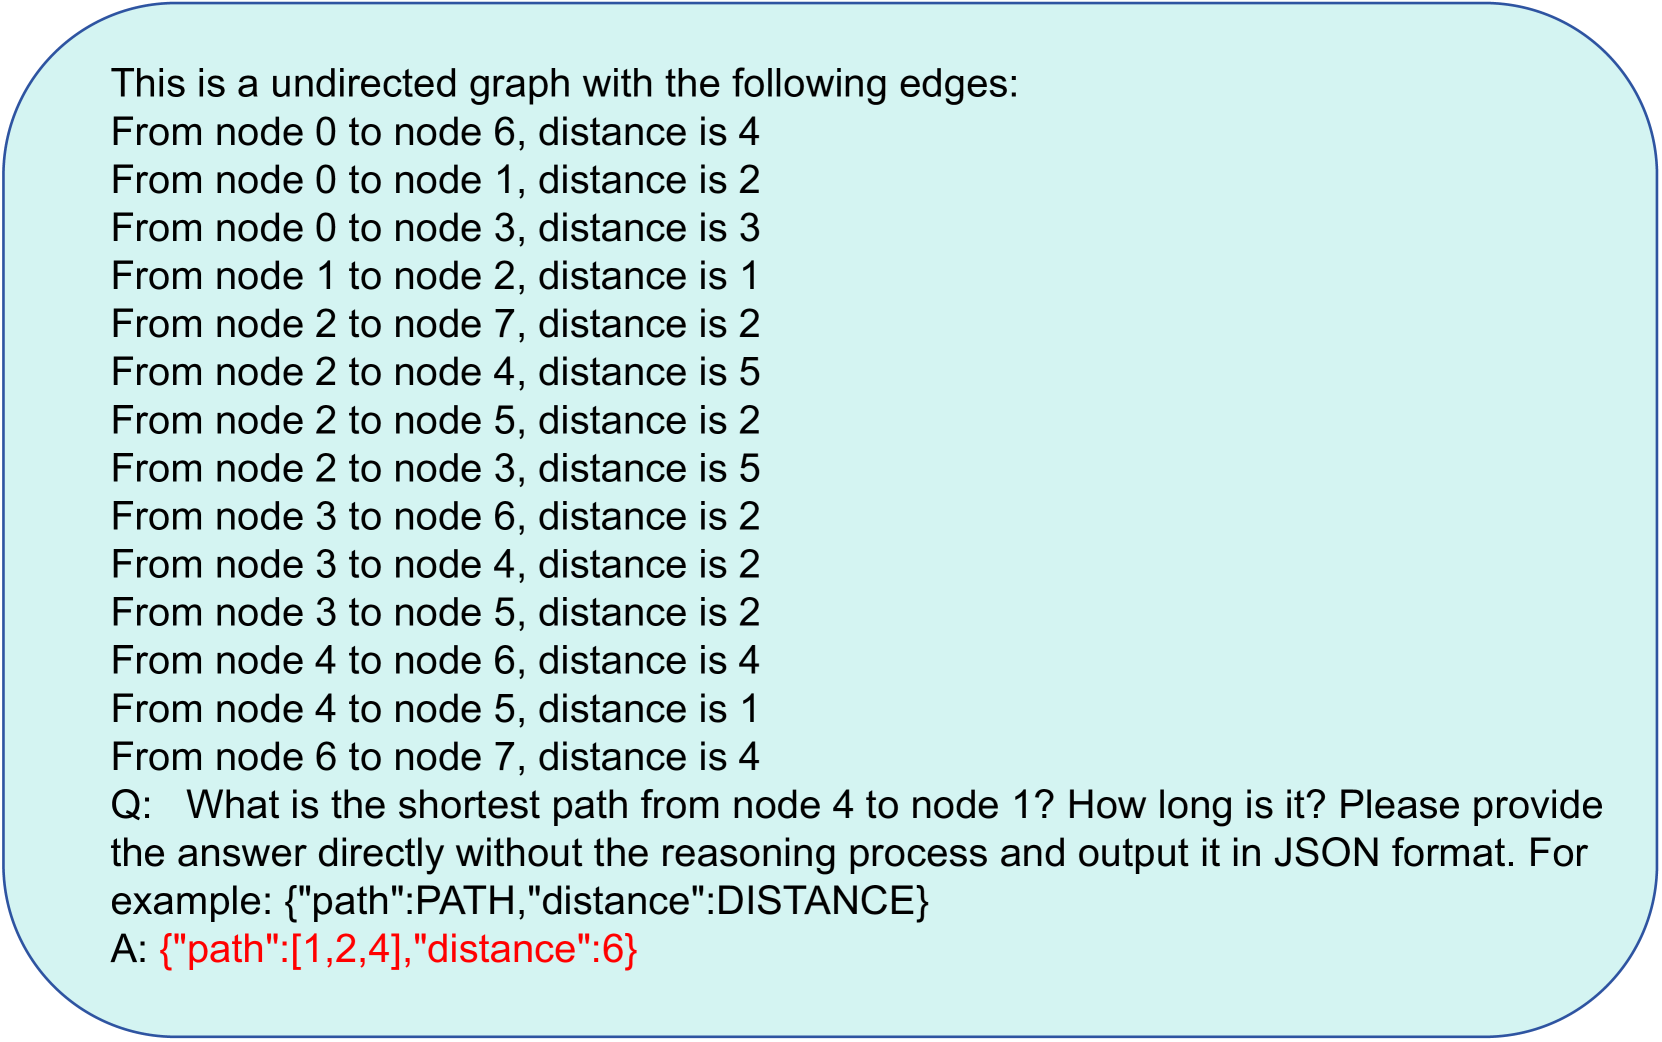 This is a undirected graph with the following edges:
From node 0 to node 6, distance is 4
From node 0 to node 1, distance is 2
From node 0 to node 3, distance is 3
From node 1 to node 2, distance is 1
From node 2 to node 7, distance is 2
From node 2 to node 4, distance is 5
From node 2 to node 5, distance is 2
From node 2 to node 3, distance is 5
From node 3 to node 6, distance is 2
From node 3 to node 4, distance is 2
From node 3 to node 5, distance is 2
From node 4 to node 6, distance is 4
From node 4 to node 5, distance is 1
From node 6 to node 7, distance is 4
Q: What is the shortest path from node 4 to node 1? How long is it? Please provide
the answer directly without the reasoning process and output it in JSON format. For
example: {"path":PATH,"distance":DISTANCE}
A: {"path":[1,2,4],"distance":6}